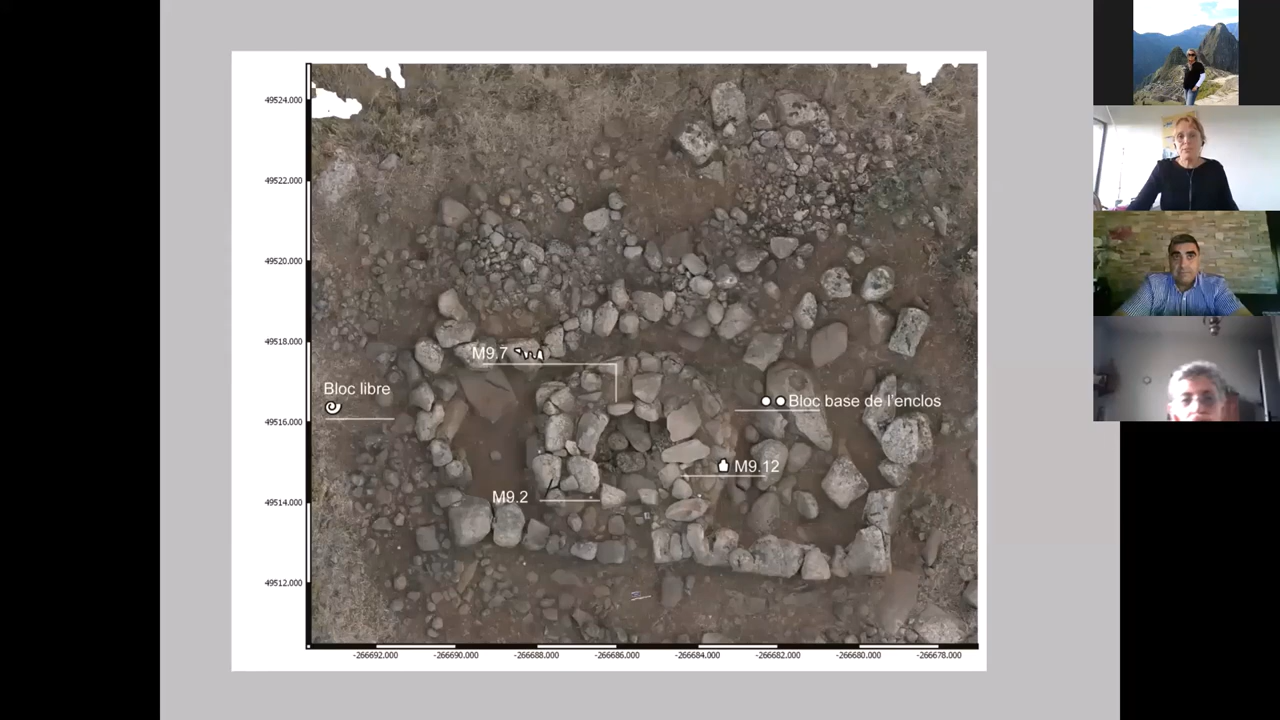 49524.000
49522.000
49520.000
49518.000
M9.7
Bloc libre
Bloc base de l'enclos
49516.000
M9.12
M9.2
49514.000
49512.000
-266692.000 -266690.000 -266688.000 -266686.000 -266684.000 -266682.000 -266680.000 -266678.000